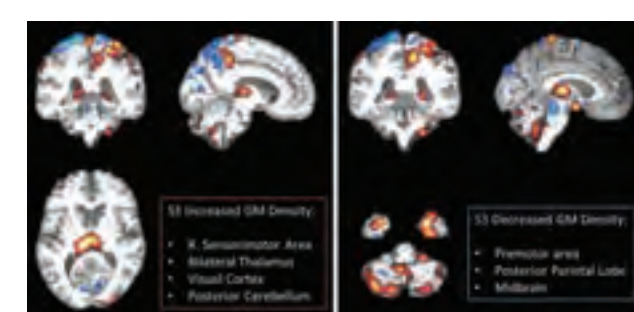 S3 Increased GM Density:
• R. Sensorimotor Area
• Bilateral Thalamus
• Visual Cortex
• Posterior Cerebellum
S3 Decreased GM Density:
• Premotor area
• Posterior Parietal Lobe
• Midbrain